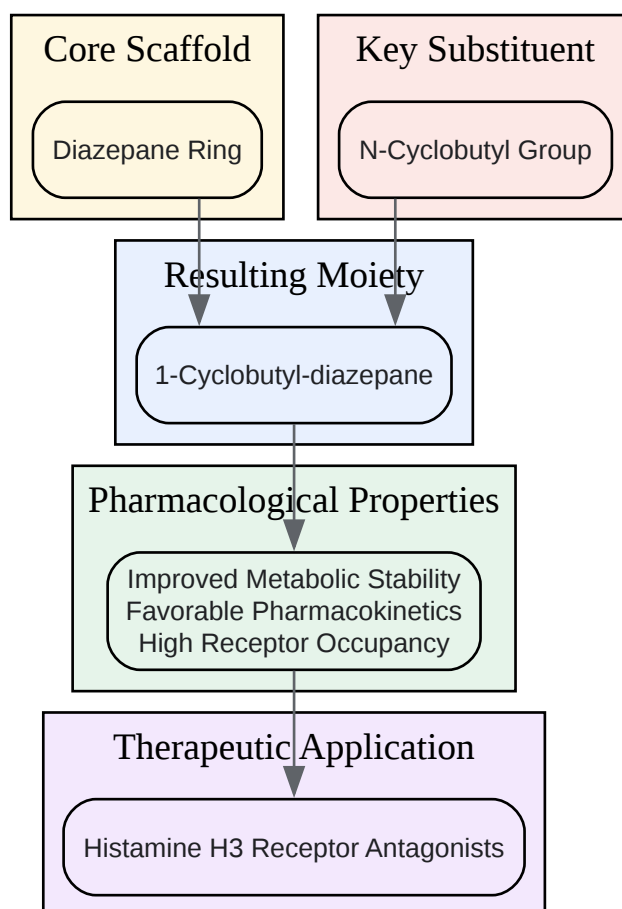 Core Scaffold
Diazepane Ring
Key Substituent
N-Cyclobutyl Group
Resulting Moiety
1-Cyclobutyl-diazepane
Pharmacological Properties
Improved Metabolic Stability
Favorable Pharmacokinetics
High Receptor Occupancy
Therapeutic Application
Histamine H3 Receptor Antagonists